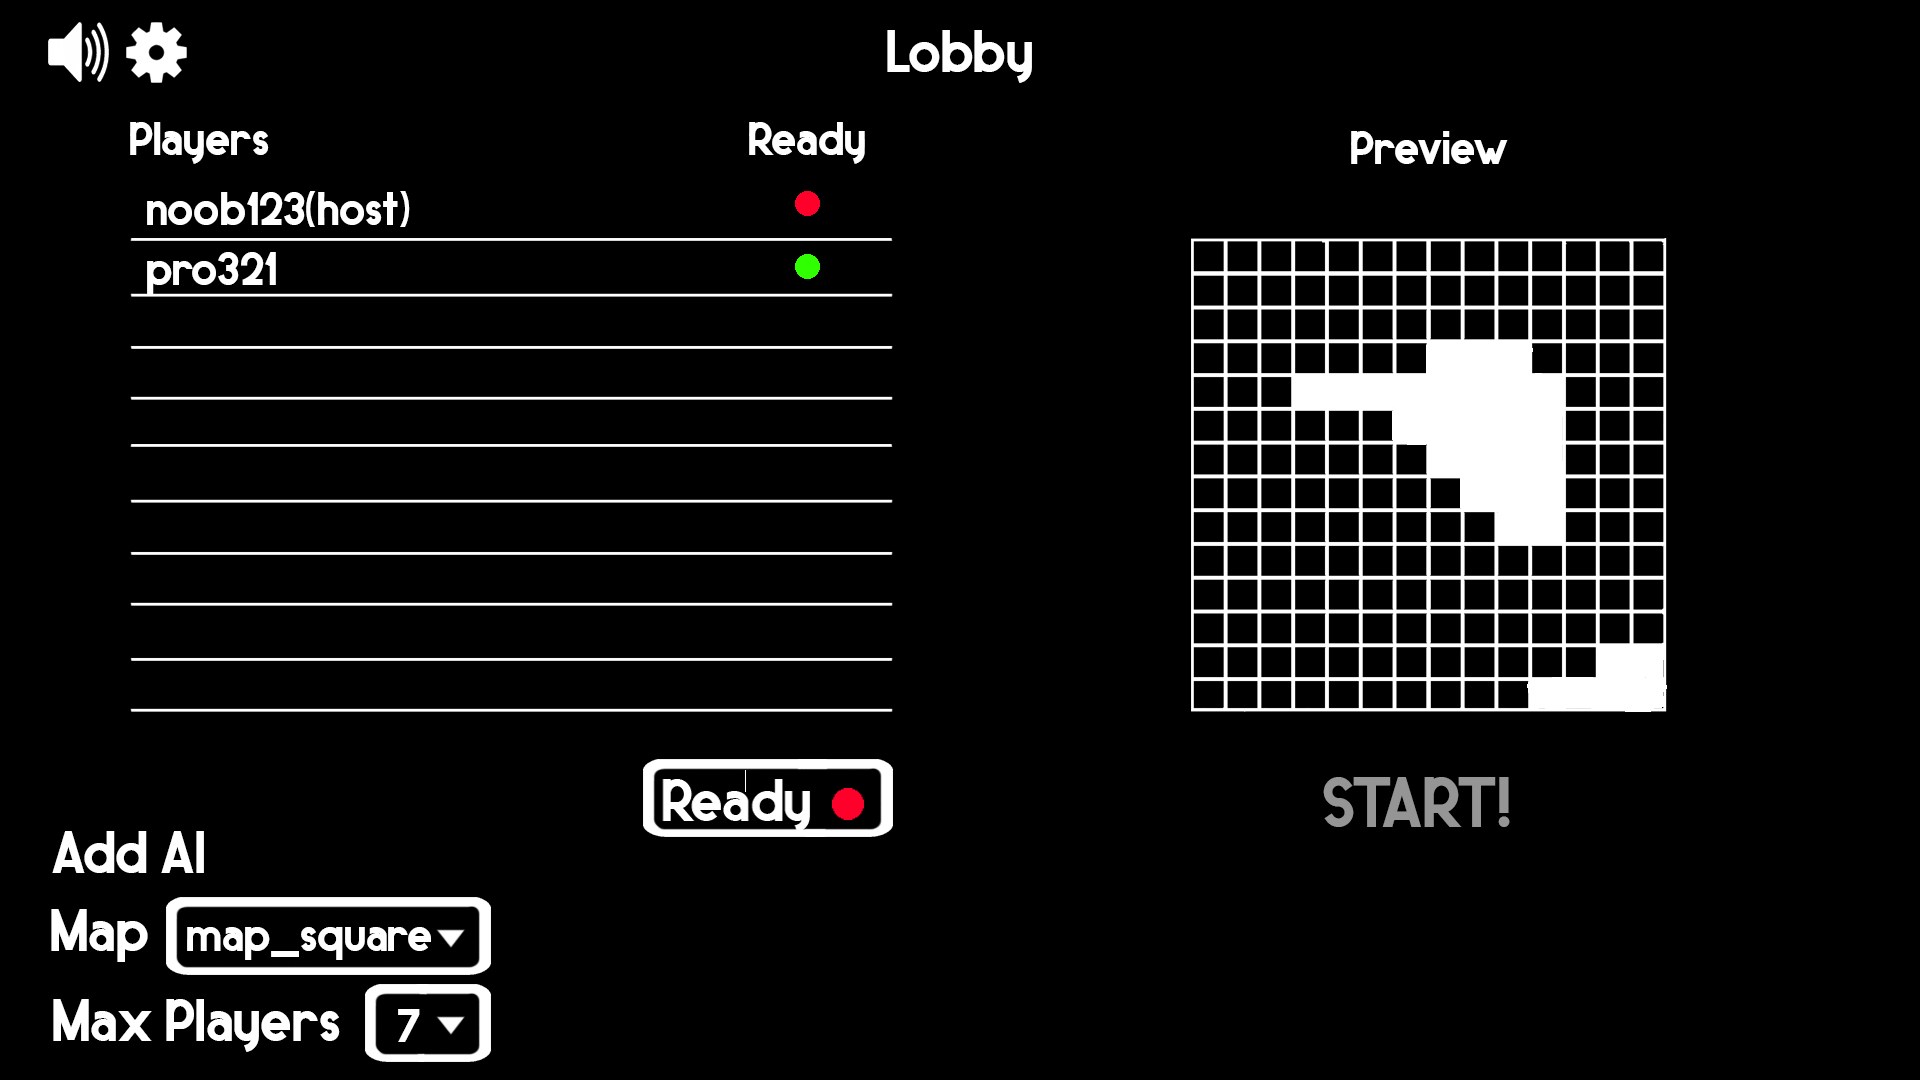 Lobby
Players Ready
Preview
noob123(host)
pro321
Ready
START!
Add AI
Map map_square
Max Players 7